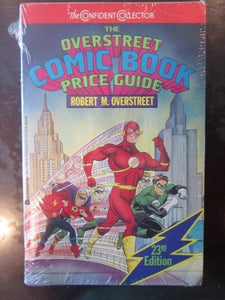 THE CONFIDENT COLLECTOR
THE
OVERSTREET
COMIC BOOK
PRICE GUIDE
ROBERT M. OVERSTREET
23RD
Edition